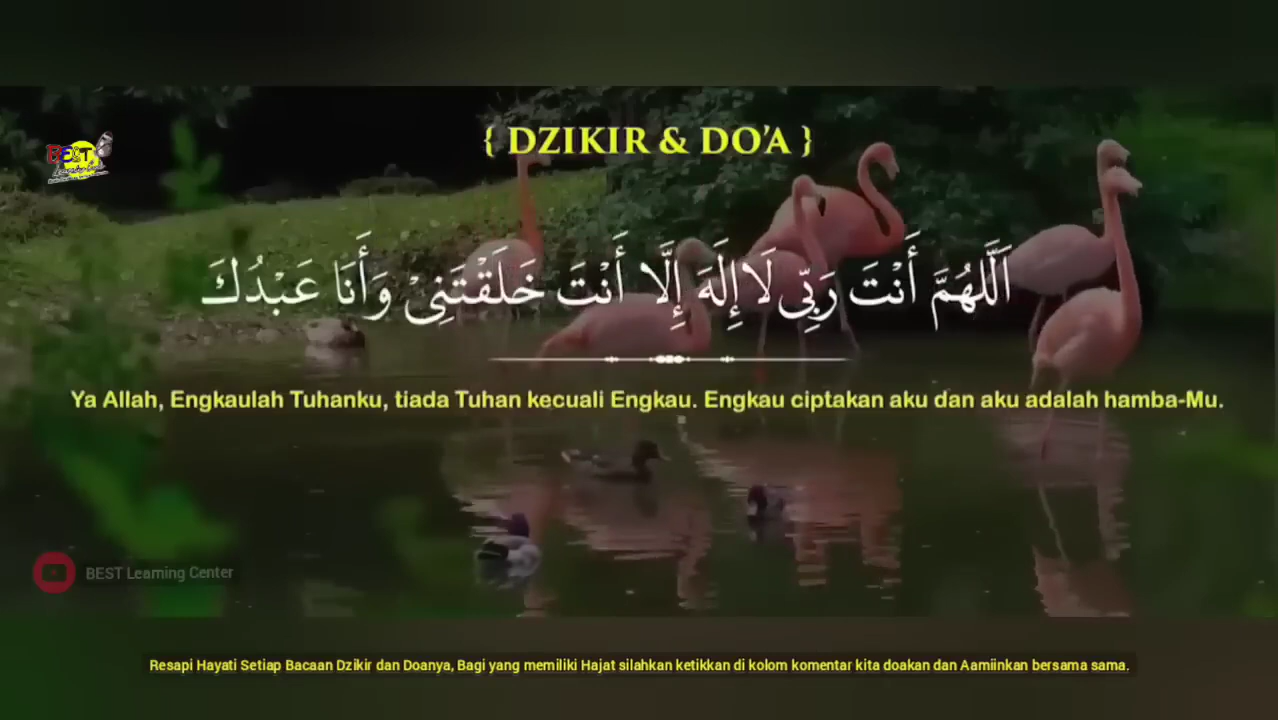 BEST
{ DZIKIR & DO'A }
اَللَّهُمَّ أَنْتَ رَبِّى لَا إِلَهَ إِلَّا أَنْتَ خَلَقْتَنِىْ وَأَنَا عَبْدُكَ
Ya Allah, Engkaulah Tuhanku, tiada Tuhan kecuali Engkau. Engkau ciptakan aku dan aku adalah hamba-Mu.
BEST Learning Center
Resapi Hayati Setiap Bacaan Dzikir dan Doanya, Bagi yang memiliki Hajat silahkan ketikkan di kolom komentar kita doakan dan Aamiinkan bersama sama.